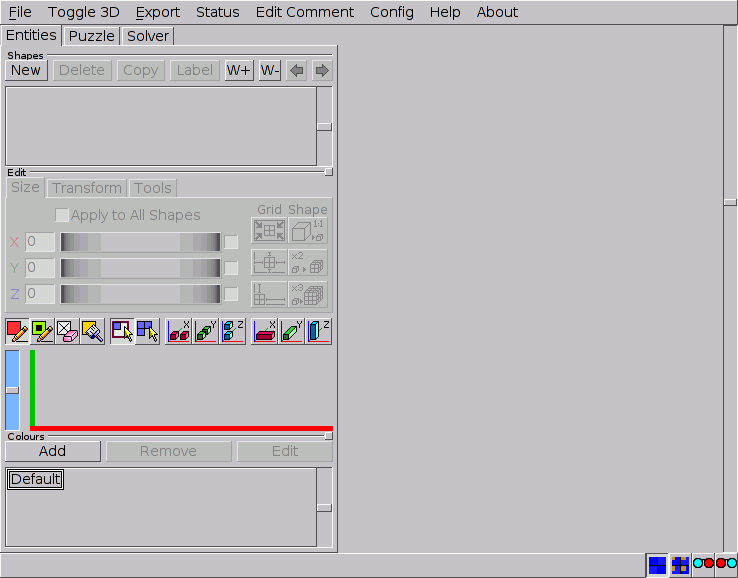 File Toggle 3D Export Status Edit Comment Config Help About
Entities Puzzle Solver
Shapes
New Delete Copy Label W+ W-
Edit
Size Transform Tools
Apply to All Shapes
Grid Shape
1:1
X 0
Y 0
x2
Z 0
x3
X Y Z X Y Z
Colours
Add Remove Edit
Default